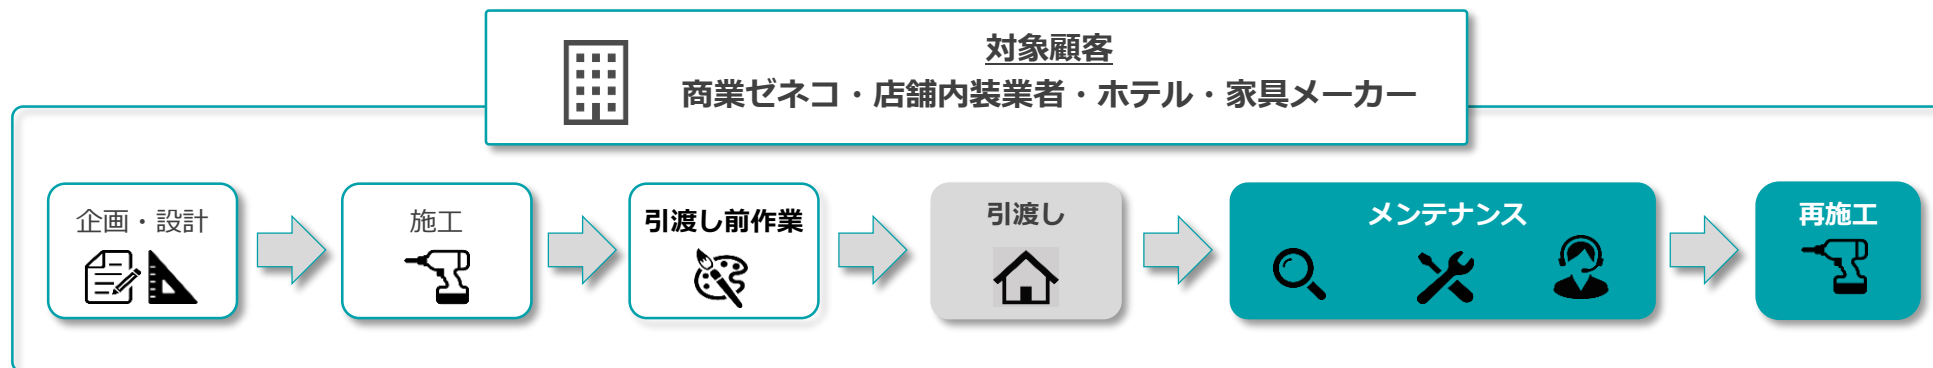 対象顧客
商業ゼネコ・店舗内装業者・ホテル・家具メーカー
企画・設計
施工
引渡し前作業
引渡し
メンテナンス
再施工